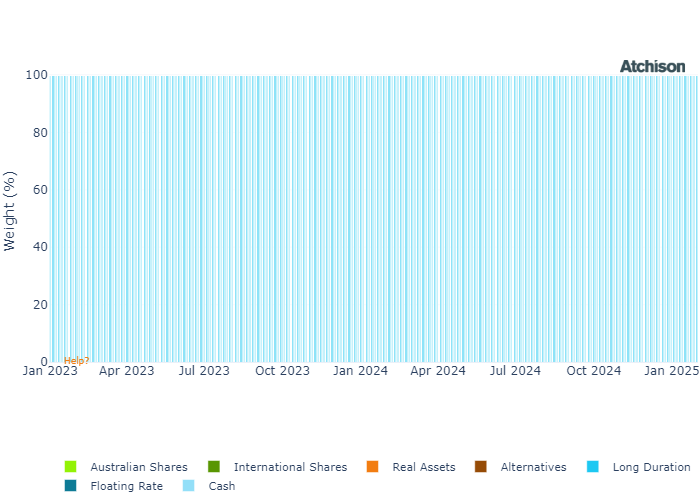 Atchison
100
80
60
40
20
0
Weight (%)
Help?
Jan 2023 Apr 2023 Jul 2023 Oct 2023 Jan 2024 Apr 2024 Jul 2024 Oct 2024 Jan 2025
Australian Shares International Shares Real Assets Alternatives Long Duration
Floating Rate Cash